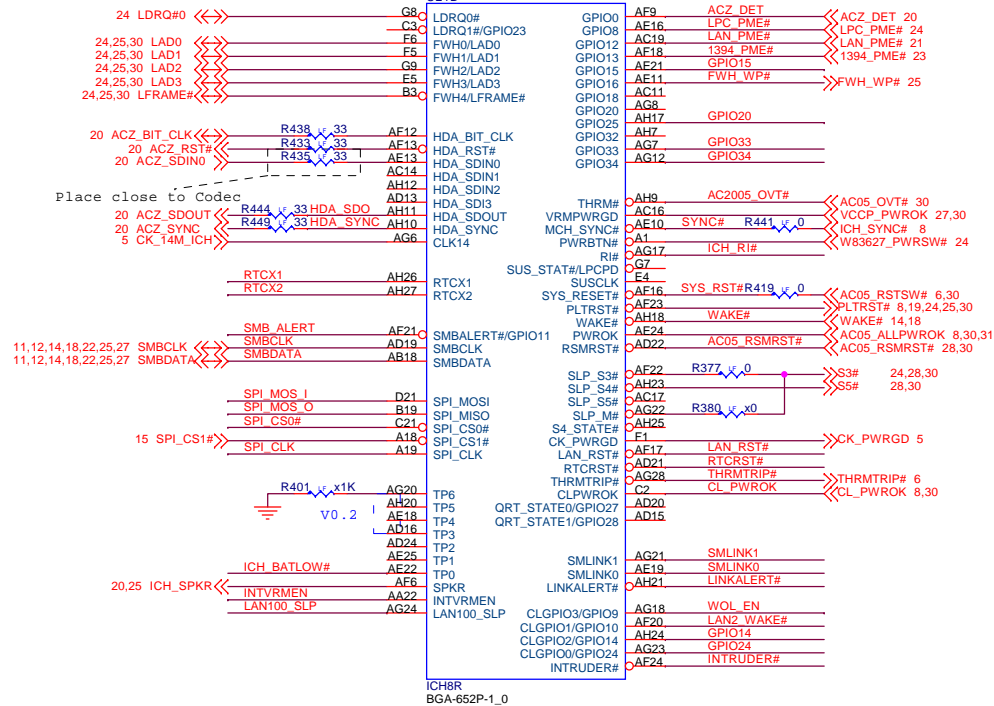 24 LDRQ#0 G8 LDRQ0# GPIO0 AF9 ACZ_DET ACZ_DET 20
C3 LDRQ1#/GPIO23 GPIO8 AE16 LPC_PME# LPC_PME# 24
24,25,30 LAD0 F6 FWH0/LAD0 GPIO12 AC19 LAN_PME# LAN_PME# 21
24,25,30 LAD1 F5 FWH1/LAD1 GPIO13 AF18 1394_PME# 1394_PME# 23
24,25,30 LAD2 G9 FWH2/LAD2 GPIO15 AE21 GPIO15
24,25,30 LAD3 E5 FWH3/LAD3 GPIO16 AE11 FWH_WP# FWH_WP# 25
24,25,30 LFRAME# B3 FWH4/LFRAME# GPIO18 AC11
GPIO20 AG8
GPIO25 AH17 GPIO20
20 ACZ_BIT_CLK R438 LF 33 AF12 HDA_BIT_CLK GPIO32 AH7
20 ACZ_RST# R433 LF 33 AF13 HDA_RST# GPIO33 AG7 GPIO33
20 ACZ_SDIN0 R435 LF 33 AE13 HDA_SDIN0 GPIO34 AG12 GPIO34
AC14 HDA_SDIN1
AH12 HDA_SDIN2
Place close to Codec
AD13 HDA_SDI3 THRM# AH9 AC2005_OVT# AC05_OVT# 30
20 ACZ_SDOUT R444 LF 33 HDA_SDO AH11 HDA_SDOUT VRMPWRGD AC16 VCCP_PWROK 27,30
20 ACZ_SYNC R449 LF 33 HDA_SYNC AH10 HDA_SYNC MCH_SYNC# AE10 SYNC# R441 LF 0 ICH_SYNC# 8
5 CK_14M_ICH AG6 CLK14 PWRBTN# A1 W83627_PWRSW# 24
RI# AG17 ICH_RI#
SUS_STAT#/LPCPD G7
RTCX1 AH26 RTCX1 SUSCLK E4
RTCX2 AH27 RTCX2 SYS_RESET# AF16 SYS_RST# R419 LF 0 AC05_RSTSW# 6,30
PLTRST# AF23 PLTRST# 8,19,24,25,30
WAKE# AH18 WAKE# WAKE# 14,18
SMB_ALERT AF21 SMBALERT#/GPIO11 PWROK AE24 AC05_ALLPWROK 8,30,31
11,12,14,18,22,25,27 SMBCLK SMBCLK AD19 SMBCLK RSMRST# AD22 AC05_RSMRST# AC05_RSMRST# 28,30
11,12,14,18,22,25,27 SMBDATA SMBDATA AB18 SMBDATA
SLP_S3# AF22 R377 LF 0 S3# 24,28,30
SLP_S4# AH23 S5# 28,30
SPI_MOS_I D21 SPI_MOSI SLP_S5# AC17
SPI_MOS_O B19 SPI_MISO SLP_M# AG22 R380 LF x0
SPI_CS0# C21 SPI_CS0# S4_STATE# AH25
15 SPI_CS1# A18 SPI_CS1# CK_PWRGD E1 CK_PWRGD 5
SPI_CLK A19 SPI_CLK LAN_RST# AF17 LAN_RST#
RTCRST# AD21 RTCRST#
THRMTRIP# AG28 THRMTRIP# THRMTRIP# 6
R401 LF x1K AG20 TP6 CLPWROK C2 CL_PWROK CL_PWROK 8,30
AH20 TP5 QRT_STATE0/GPIO27 AD20
V0.2 AE18 TP4 QRT_STATE1/GPIO28 AD15
AD16 TP3
AD24 TP2
AE25 TP1 SMLINK1 AG21 SMLINK1
ICH_BATLOW# AE22 TP0 SMLINK0 AE19 SMLINK0
20,25 ICH_SPKR AF6 SPKR LINKALERT# AH21 LINKALERT#
INTVRMEN AA22 INTVRMEN
LAN100_SLP AG24 LAN100_SLP CLGPIO3/GPIO9 AG18 WOL_EN
CLGPIO1/GPIO10 AF20 LAN2_WAKE#
CLGPIO2/GPIO14 AH24 GPIO14
CLGPIO0/GPIO24 AG23 GPIO24
INTRUDER# AF24 INTRUDER#
ICH8R
BGA-652P-1_0